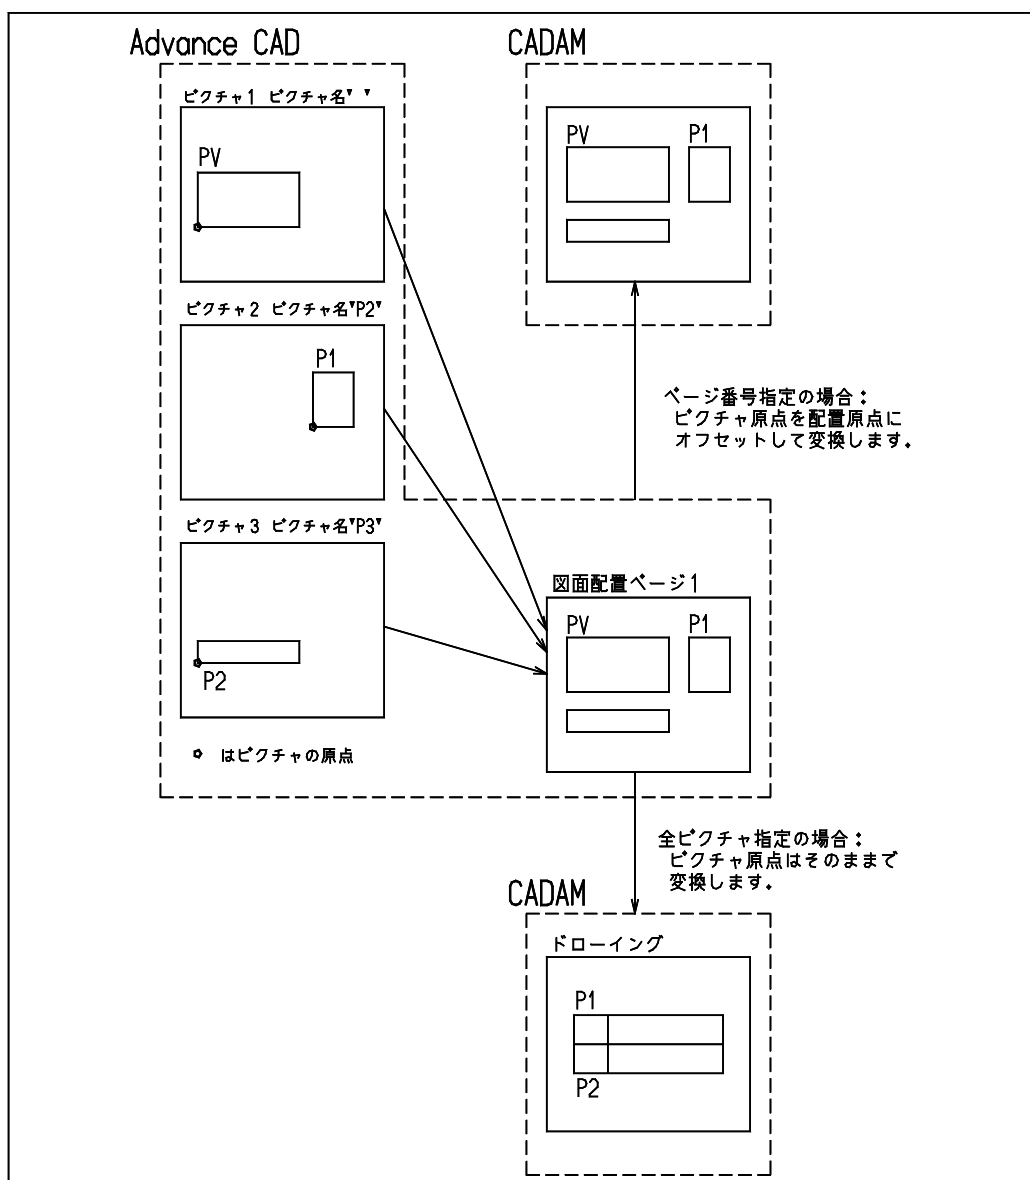 Advance CAD
CADAM
ピクチャ1 ピクチャ名" "
PV
PV
P1
ピクチャ2 ピクチャ名"P2"
P1
ページ番号指定の場合:
ピクチャ原点を配置原点に
オフセットして変換します。
ピクチャ3 ピクチャ名"P3"
P2
はピクチャの原点
図面配置ページ1
PV
P1
全ピクチャ指定の場合:
ピクチャ原点はそのままで
変換します。
CADAM
ドローイング
P1
P2